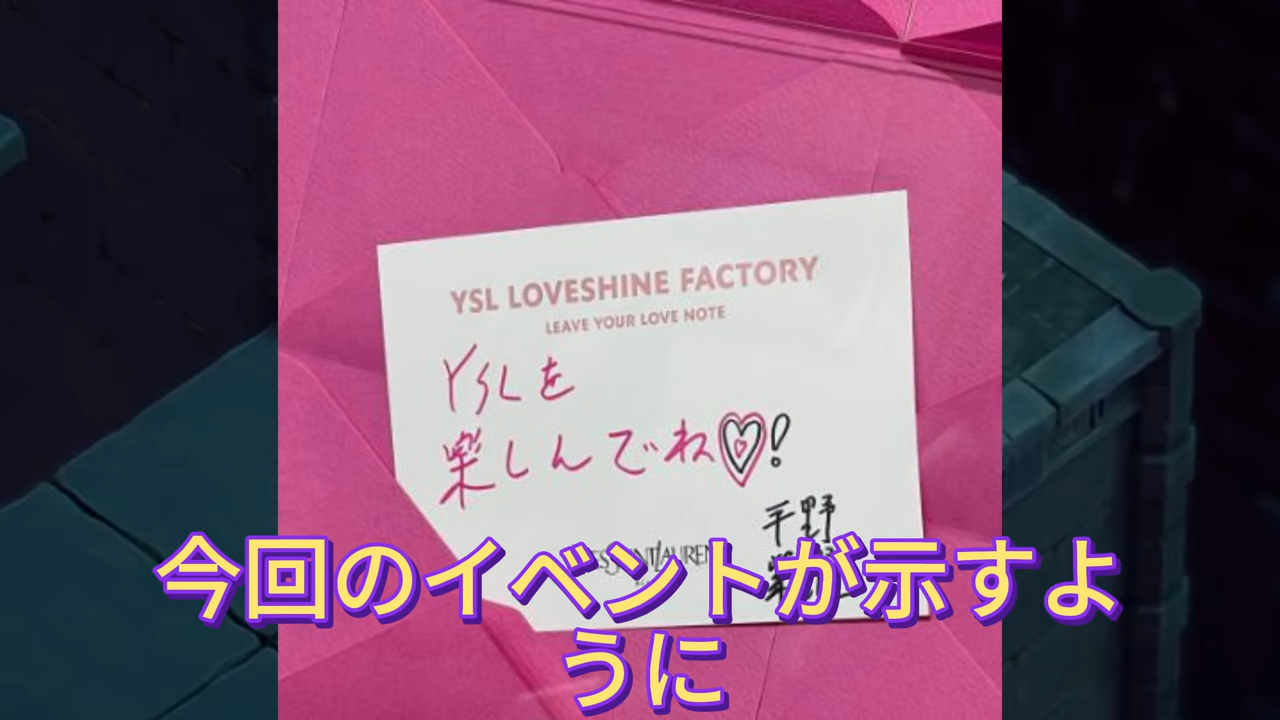 YSL LOVESHINE FACTORY
LEAVE YOUR LOVE NOTE
YSLを
楽しんでね♡!
平野
今回のイベントが示すよ
うに